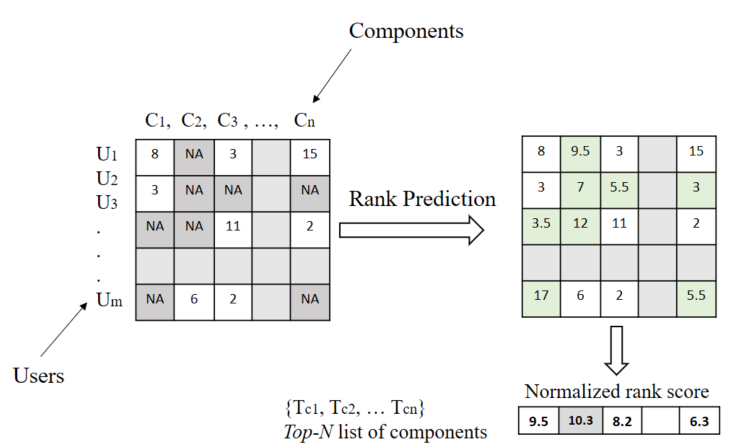 Components
C1, C2, C3 , …, Cn
U1 8 NA 3 15 8 9.5 3 15
U2 3 NA NA NA 3 7 5.5 3
U3
Rank Prediction
. NA NA 11 2 3.5 12 11 2
.
.
Um NA 6 2 NA 17 6 2 5.5
Users
Normalized rank score
{Tc1, Tc2, … Tcn}
Top-N list of components
9.5 10.3 8.2 6.3